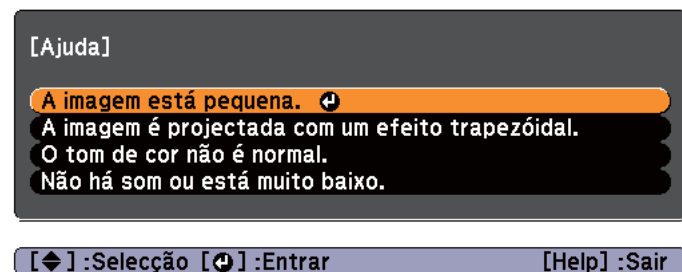 [Ajuda]
A imagem está pequena.
A imagem é projectada com um efeito trapezóidal.
O tom de cor não é normal.
Não há som ou está muito baixo.
[◆] :Selecção [↵] :Entrar [Help] :Sair